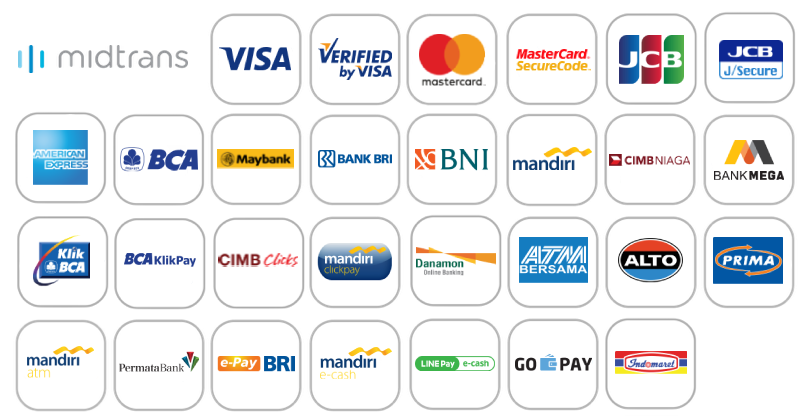 midtrans
VISA
VERIFIED
by VISA
mastercard.
MasterCard.
SecureCode.
JCB
JCB
J/Secure
AMERICAN
EXPRESS
BCA
Maybank
BANK BRI
BNI
mandiri
CIMBNIAGA
BANK MEGA
Klik
BCA
BCA KlikPay
CIMB Clicks
mandiri
clickpay
Danamon
Online Banking
ATM
BERSAMA
ALTO
PRIMA
mandiri
atm
PermataBank
e-Pay BRI
mandiri
e-cash
LINE Pay e-cash
GO PAY
Indomaret